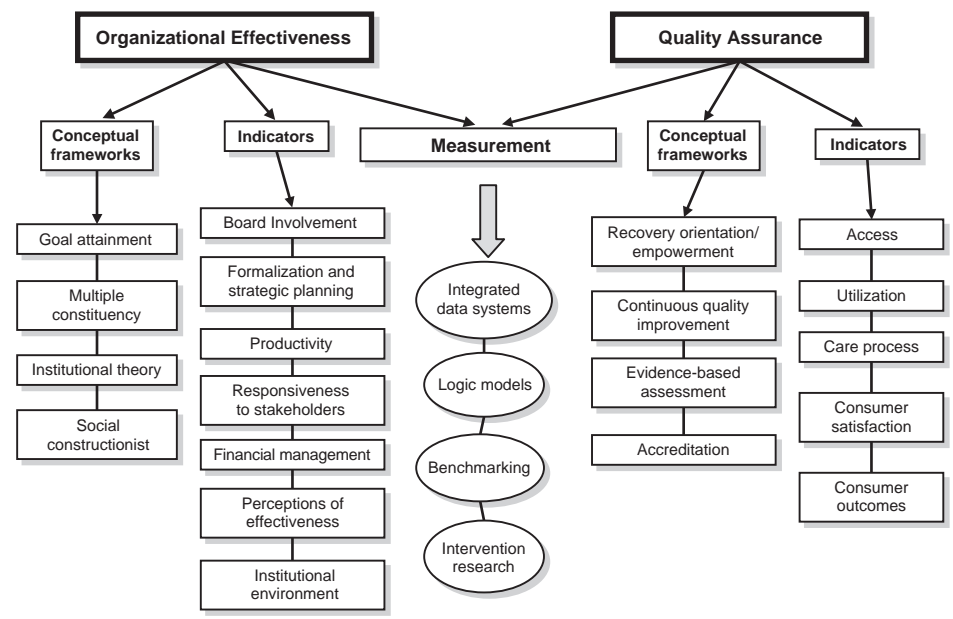 Organizational Effectiveness
Quality Assurance
Conceptual
frameworks
Indicators
Measurement
Conceptual
frameworks
Indicators
Goal attainment
Multiple
constituency
Institutional theory
Social
constructionist
Board Involvement
Formalization and
strategic planning
Productivity
Responsiveness
to stakeholders
Financial management
Perceptions of
effectiveness
Institutional
environment
Integrated
data systems
Logic models
Benchmarking
Intervention
research
Recovery orientation/
empowerment
Continuous quality
improvement
Evidence-based
assessment
Accreditation
Access
Utilization
Care process
Consumer
satisfaction
Consumer
outcomes